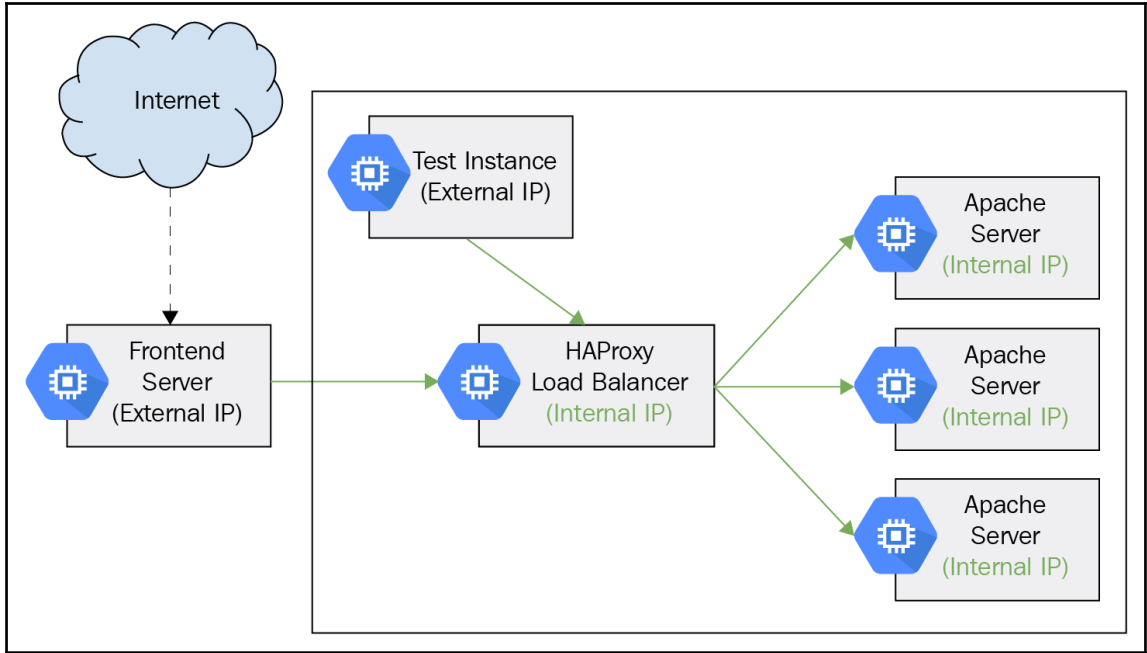 Internet
Test Instance
(External IP)
Frontend
Server
(External IP)
HAProxy
Load Balancer
(Internal IP)
Apache
Server
(Internal IP)
Apache
Server
(Internal IP)
Apache
Server
(Internal IP)